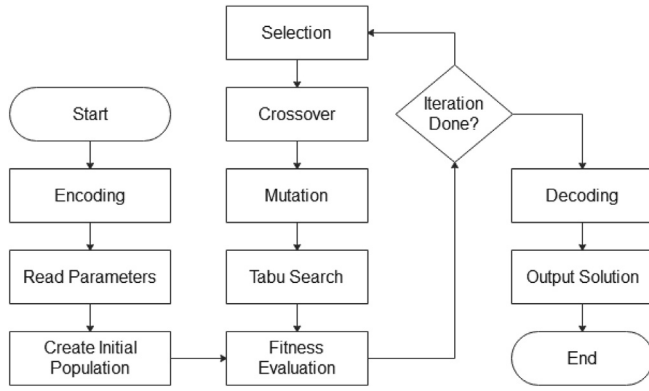 Start
Encoding
Read Parameters
Create Initial
Population
Selection
Crossover
Mutation
Tabu Search
Fitness
Evaluation
Iteration
Done?
Decoding
Output Solution
End